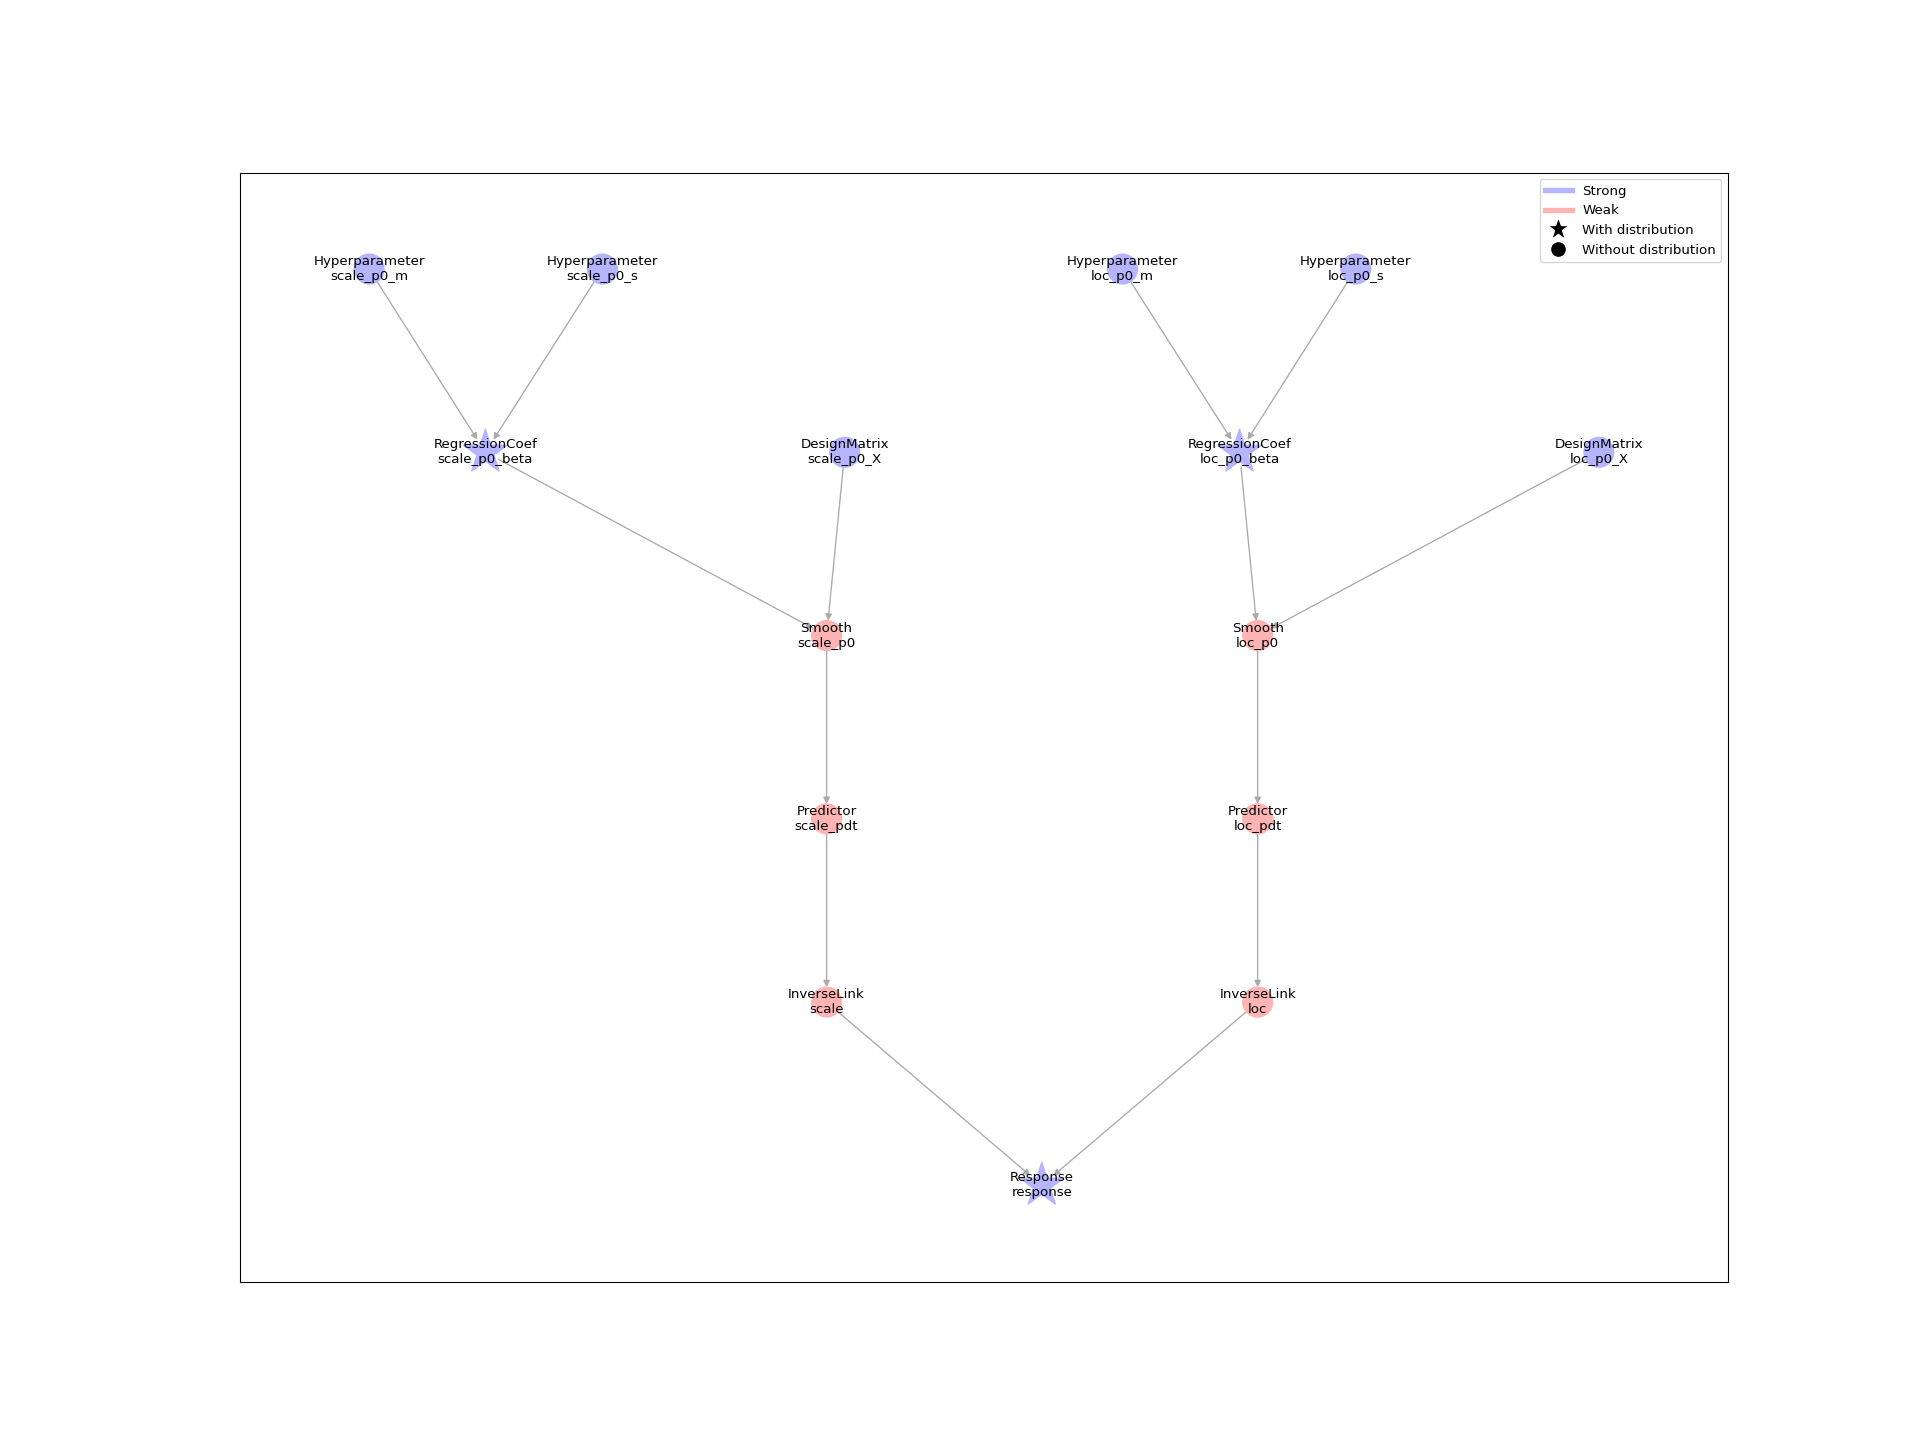 Strong
Weak
With distribution
Without distribution
Hyperparameter
scale_p0_m
Hyperparameter
scale_p0_s
Hyperparameter
loc_p0_m
Hyperparameter
loc_p0_s
RegressionCoef
scale_p0_beta
DesignMatrix
scale_p0_X
RegressionCoef
loc_p0_beta
DesignMatrix
loc_p0_X
Smooth
scale_p0
Smooth
loc_p0
Predictor
scale_pdt
Predictor
loc_pdt
InverseLink
scale
InverseLink
loc
Response
response